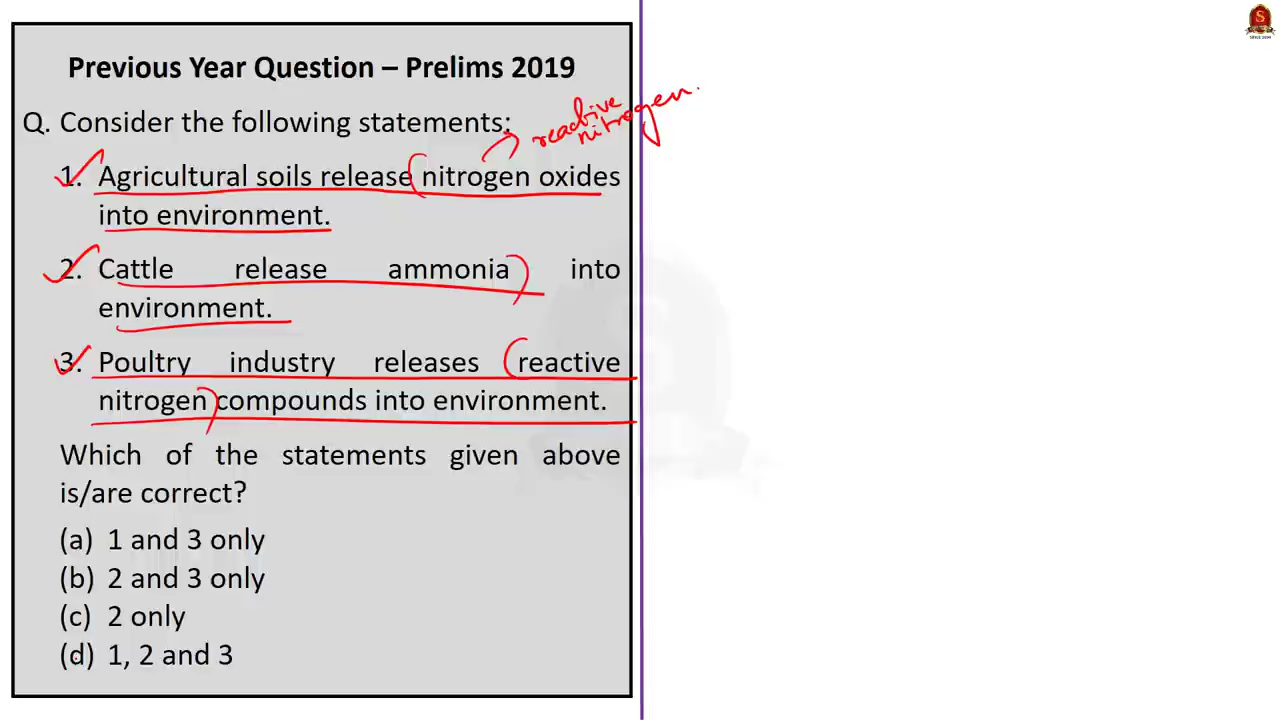 Previous Year Question – Prelims 2019
reactive
nitrogen.
Q. Consider the following statements:
1. Agricultural soils release nitrogen oxides
into environment.
2. Cattle release ammonia into
environment.
3. Poultry industry releases reactive
nitrogen compounds into environment.
Which of the statements given above
is/are correct?
(a) 1 and 3 only
(b) 2 and 3 only
(c) 2 only
(d) 1, 2 and 3